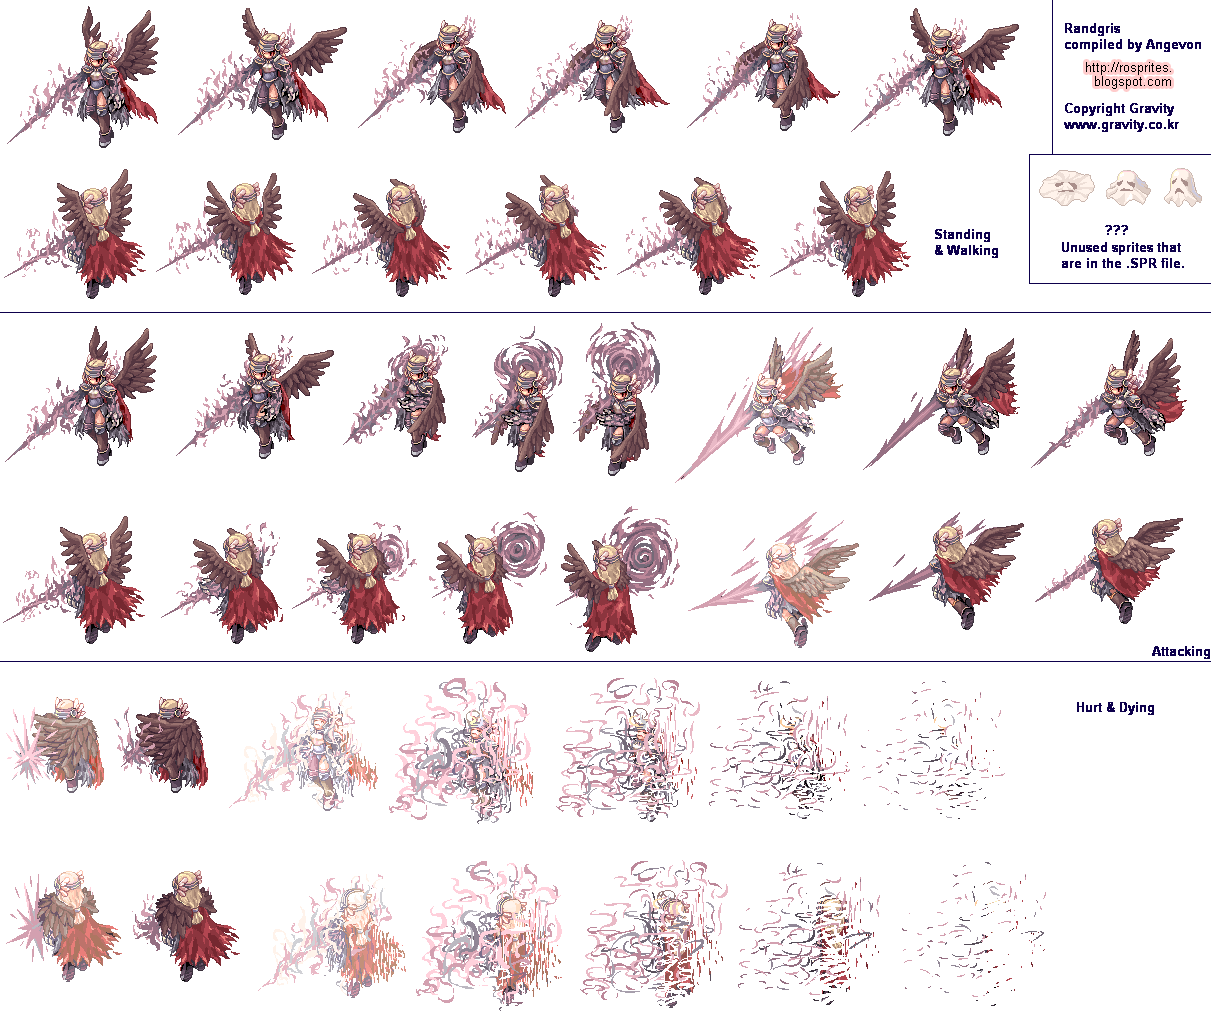 Randgris
compiled by Angevon
http://rosprites.
blogspot.com
Copyright Gravity
www.gravity.co.kr
???
Unused sprites that
are in the .SPR file.
Standing
& Walking
Attacking
Hurt & Dying